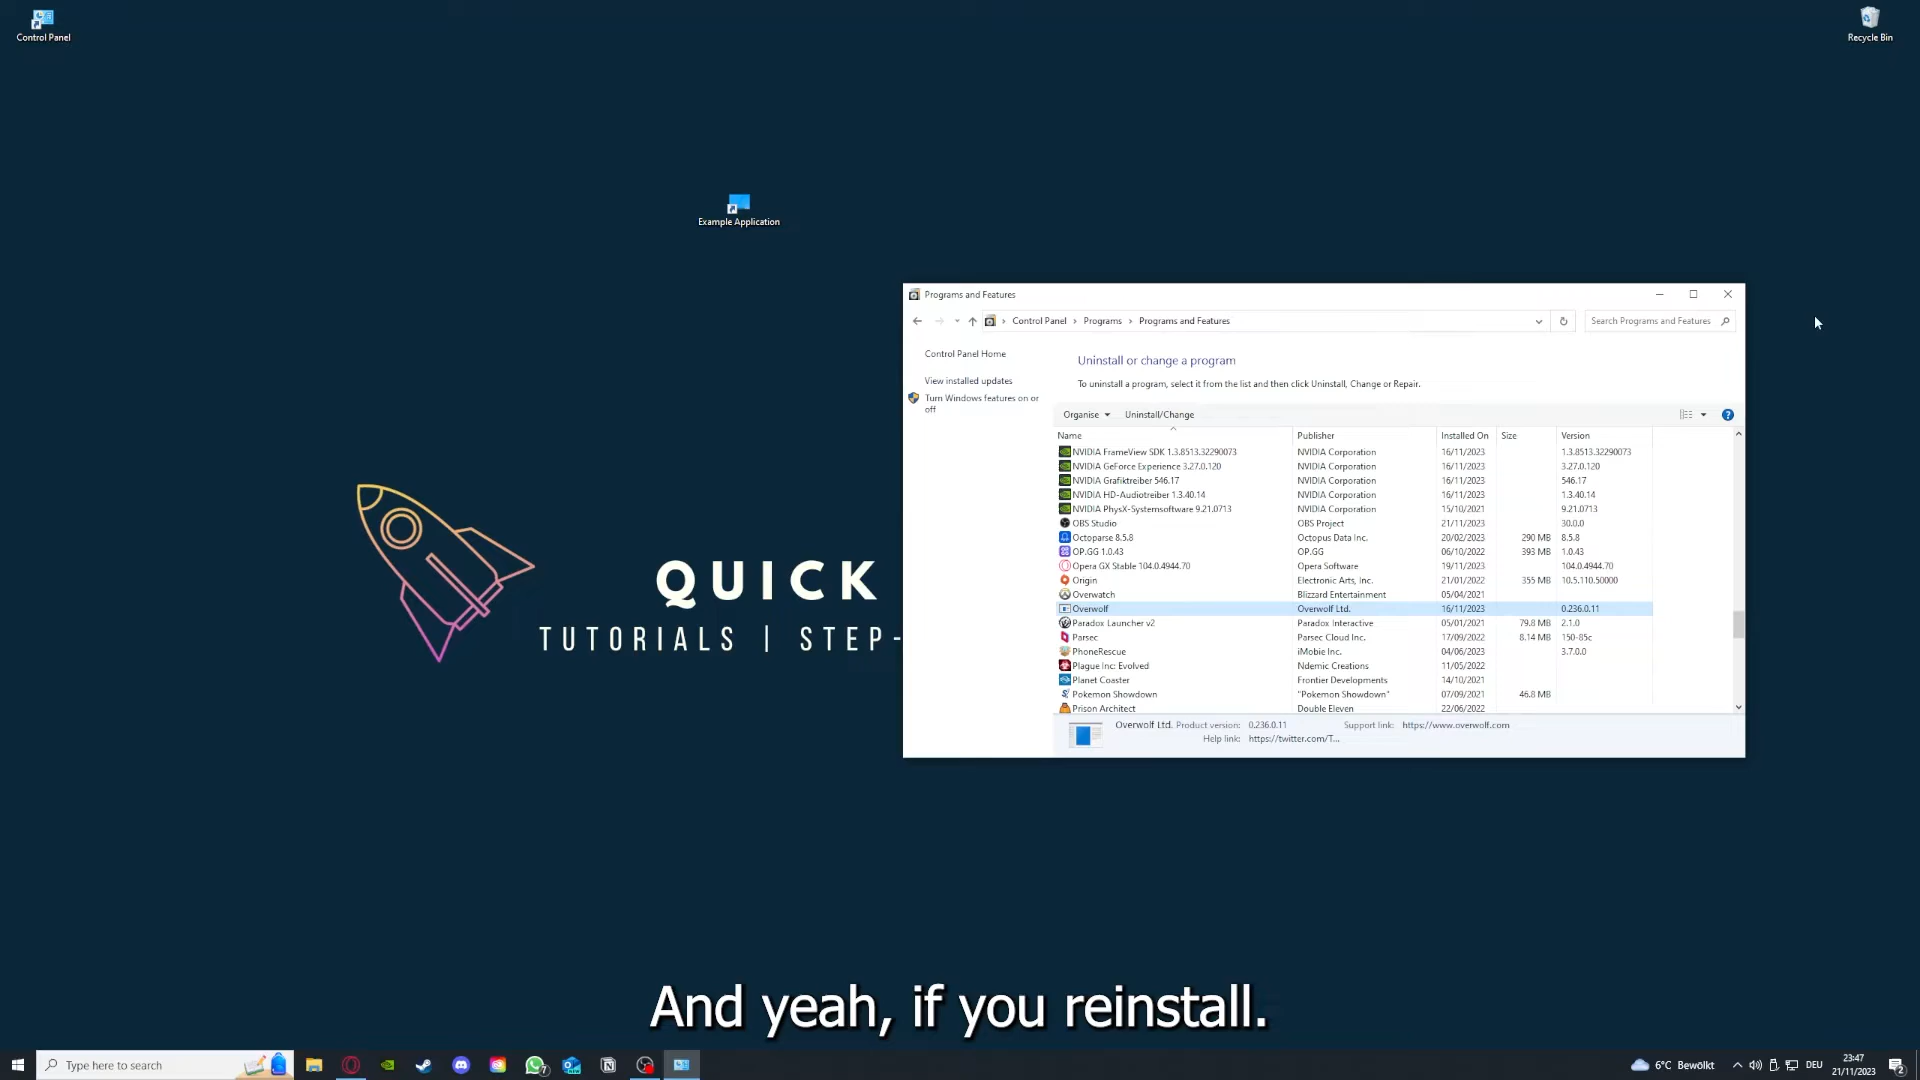 Control Panel
Recycle Bin
Example Application
QUICK
TUTORIALS | STEP-
Programs and Features
Control Panel > Programs > Programs and Features
Search Programs and Features
Control Panel Home
View installed updates
Turn Windows features on or
off
Uninstall or change a program
To uninstall a program, select it from the list and then click Uninstall, Change or Repair.
Organise Uninstall/Change
Name Publisher Installed On Size Version
NVIDIA FrameView SDK 1.3.8513.32290073 NVIDIA Corporation 16/11/2023 1.3.8513.32290073
NVIDIA GeForce Experience 3.27.0.120 NVIDIA Corporation 16/11/2023 3.27.0.120
NVIDIA Grafiktreiber 546.17 NVIDIA Corporation 16/11/2023 546.17
NVIDIA HD-Audiotreiber 1.3.40.14 NVIDIA Corporation 16/11/2023 1.3.40.14
NVIDIA PhysX-Systemsoftware 9.21.0713 NVIDIA Corporation 15/10/2021 9.21.0713
OBS Studio OBS Project 21/11/2023 30.0.0
Octoparse 8.5.8 Octopus Data Inc. 20/02/2023 290 MB 8.5.8
OP.GG 1.0.43 OP.GG 06/10/2022 393 MB 1.0.43
Opera GX Stable 104.0.4944.70 Opera Software 19/11/2023 104.0.4944.70
Origin Electronic Arts, Inc. 21/01/2022 355 MB 10.5.110.50000
Overwatch Blizzard Entertainment 05/04/2021
Overwolf Overwolf Ltd. 16/11/2023 0.236.0.11
Paradox Launcher v2 Paradox Interactive 05/01/2021 79.8 MB 2.1.0
Parsec Parsec Cloud Inc. 17/09/2022 8.14 MB 150-85c
PhoneRescue iMobie Inc. 04/06/2023 3.7.0.0
Plague Inc: Evolved Ndemic Creations 11/05/2022
Planet Coaster Frontier Developments 14/10/2021
Pokemon Showdown "Pokemon Showdown" 07/09/2021 46.8 MB
Prison Architect Double Eleven 22/06/2022
Overwolf Ltd. Product version: 0.236.0.11 Support link: https://www.overwolf.com
Help link: https://twitter.com/T...
And yeah, if you reinstall.
Type here to search
7
6°C Bewölkt
DEU
23:47
21/11/2023
2